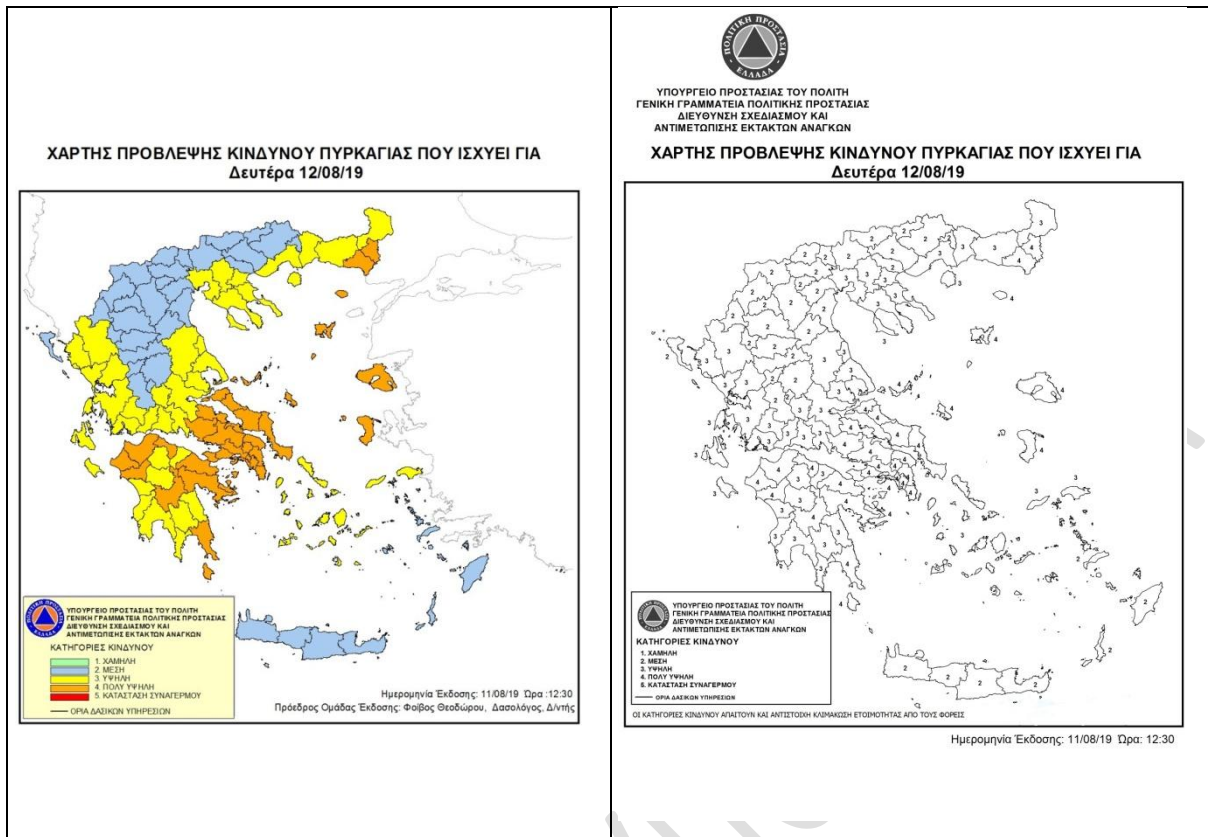 ΧΑΡΤΗΣ ΠΡΟΒΛΕΨΗΣ ΚΙΝΔΥΝΟΥ ΠΥΡΚΑΓΙΑΣ ΠΟΥ ΙΣΧΥΕΙ ΓΙΑ
Δευτέρα 12/08/19
ΠΟΛΙΤΙΚΗ ΠΡΟΣΤΑΣΙΑ
ΕΛΛΑΔΑ
ΥΠΟΥΡΓΕΙΟ ΠΡΟΣΤΑΣΙΑΣ ΤΟΥ ΠΟΛΙΤΗ
ΓΕΝΙΚΗ ΓΡΑΜΜΑΤΕΙΑ ΠΟΛΙΤΙΚΗΣ ΠΡΟΣΤΑΣΙΑΣ
ΔΙΕΥΘΥΝΣΗ ΣΧΕΔΙΑΣΜΟΥ ΚΑΙ
ΑΝΤΙΜΕΤΩΠΙΣΗΣ ΕΚΤΑΚΤΩΝ ΑΝΑΓΚΩΝ
ΚΑΤΗΓΟΡΙΕΣ ΚΙΝΔΥΝΟΥ
1. ΧΑΜΗΛΗ
2. ΜΕΣΗ
3. ΥΨΗΛΗ
4. ΠΟΛΥ ΥΨΗΛΗ
5. ΚΑΤΑΣΤΑΣΗ ΣΥΝΑΓΕΡΜΟΥ
ΟΡΙΑ ΔΑΣΙΚΩΝ ΥΠΗΡΕΣΙΩΝ
Ημερομηνία Έκδοσης: 11/08/19 Ώρα :12:30
Πρόεδρος Ομάδας Έκδοσης: Φοίβος Θεοδώρου, Δασολόγος, Δ/ντής
ΠΟΛΙΤΙΚΗ ΠΡΟΣΤΑΣΙΑ
ΕΛΛΑΔΑ
ΥΠΟΥΡΓΕΙΟ ΠΡΟΣΤΑΣΙΑΣ ΤΟΥ ΠΟΛΙΤΗ
ΓΕΝΙΚΗ ΓΡΑΜΜΑΤΕΙΑ ΠΟΛΙΤΙΚΗΣ ΠΡΟΣΤΑΣΙΑΣ
ΔΙΕΥΘΥΝΣΗ ΣΧΕΔΙΑΣΜΟΥ ΚΑΙ
ΑΝΤΙΜΕΤΩΠΙΣΗΣ ΕΚΤΑΚΤΩΝ ΑΝΑΓΚΩΝ
ΧΑΡΤΗΣ ΠΡΟΒΛΕΨΗΣ ΚΙΝΔΥΝΟΥ ΠΥΡΚΑΓΙΑΣ ΠΟΥ ΙΣΧΥΕΙ ΓΙΑ
Δευτέρα 12/08/19
ΥΠΟΥΡΓΕΙΟ ΠΡΟΣΤΑΣΙΑΣ ΤΟΥ ΠΟΛΙΤΗ
ΓΕΝΙΚΗ ΓΡΑΜΜΑΤΕΙΑ ΠΟΛΙΤΙΚΗΣ ΠΡΟΣΤΑΣΙΑΣ
ΔΙΕΥΘΥΝΣΗ ΣΧΕΔΙΑΣΜΟΥ ΚΑΙ
ΑΝΤΙΜΕΤΩΠΙΣΗΣ ΕΚΤΑΚΤΩΝ ΑΝΑΓΚΩΝ
ΚΑΤΗΓΟΡΙΕΣ ΚΙΝΔΥΝΟΥ
1. ΧΑΜΗΛΗ
2. ΜΕΣΗ
3. ΥΨΗΛΗ
4. ΠΟΛΥ ΥΨΗΛΗ
5. ΚΑΤΑΣΤΑΣΗ ΣΥΝΑΓΕΡΜΟΥ
ΟΡΙΑ ΔΑΣΙΚΩΝ ΥΠΗΡΕΣΙΩΝ
ΟΙ ΚΑΤΗΓΟΡΙΕΣ ΚΙΝΔΥΝΟΥ ΑΠΑΙΤΟΥΝ ΚΑΙ ΑΝΤΙΣΤΟΙΧΗ ΚΛΙΜΑΚΩΣΗ ΕΤΟΙΜΟΤΗΤΑΣ ΑΠΟ ΤΟΥΣ ΦΟΡΕΙΣ
Ημερομηνία Έκδοσης: 11/08/19 Ώρα: 12:30